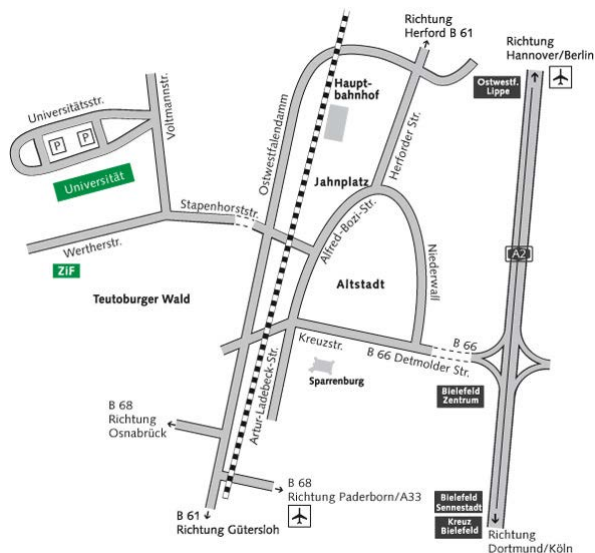 Richtung
Herford B 61
Richtung
Hannover/Berlin
Ostwestf.
Lippe
Haupt-
bahnhof
Universitätsstr.
Voltmannstr.
P
P
Universität
Ostwestfalendamm
Herforder Str.
Jahnplatz
Stapenhorststr.
Alfred-Bozi-Str.
Wertherstr.
ZiF
Niederwall
A2
Teutoburger Wald
Altstadt
Kreuzstr.
B 66
B 66 Detmolder Str.
Sparrenburg
Artur-Ladebeck-Str.
Bielefeld
Zentrum
B 68
Richtung
Osnabrück
B 68
Richtung Paderborn/A33
B 61
Richtung Gütersloh
Bielefeld
Sennestadt
Kreuz
Bielefeld
Richtung
Dortmund/Köln